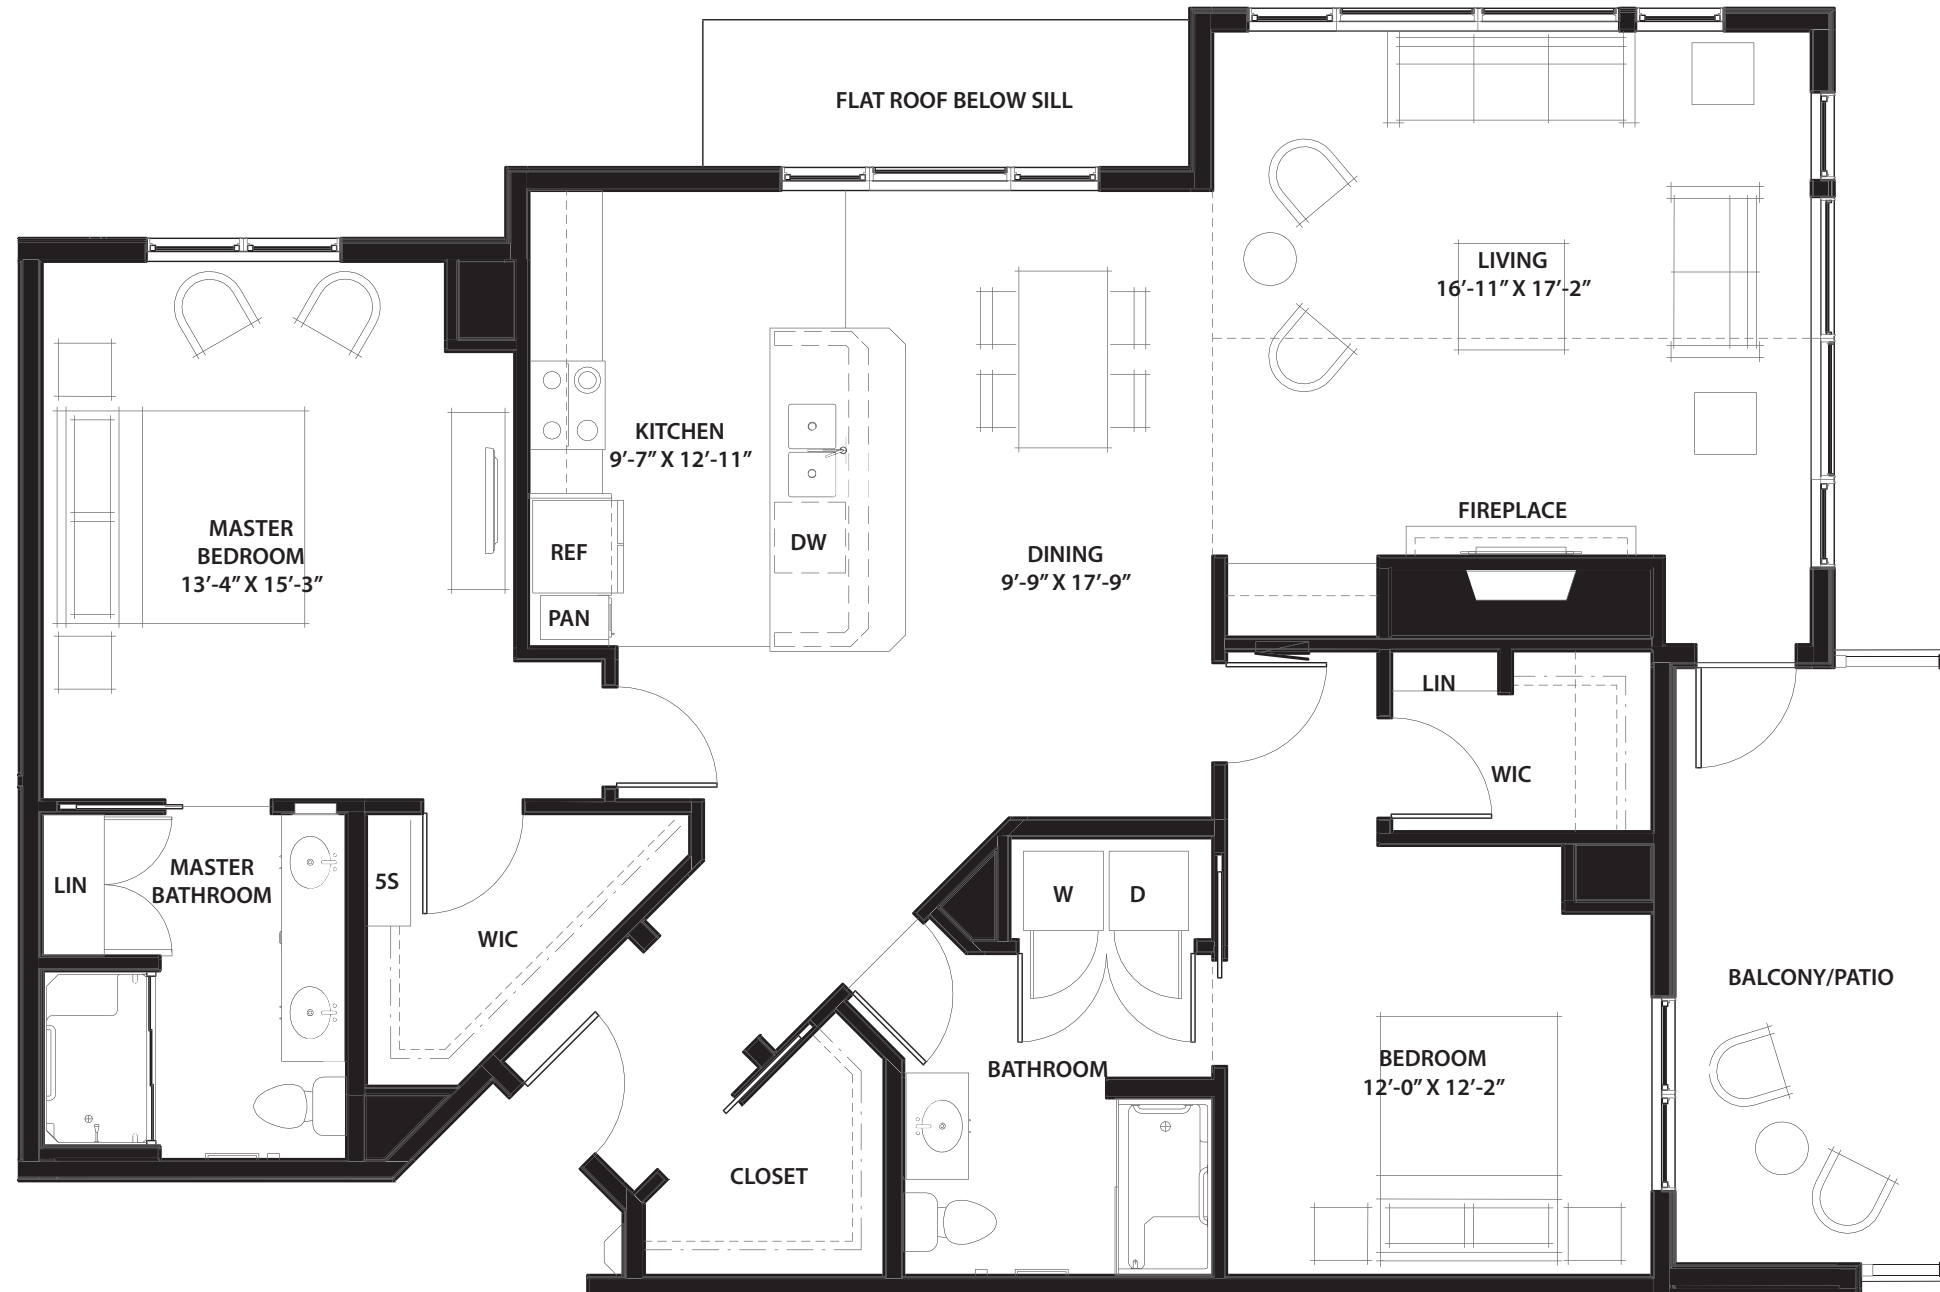 FLAT ROOF BELOW SILL
LIVING
16’-11” X 17’-2”
KITCHEN
9’-7” X 12’-11”
FIREPLACE
MASTER
BEDROOM
13’-4” X 15’-3”
REF
DW
DINING
9’-9” X 17’-9”
PAN
LIN
WIC
MASTER
BATHROOM
LIN
5S
W
D
WIC
BALCONY/PATIO
BATHROOM
BEDROOM
12’-0” X 12’-2”
CLOSET